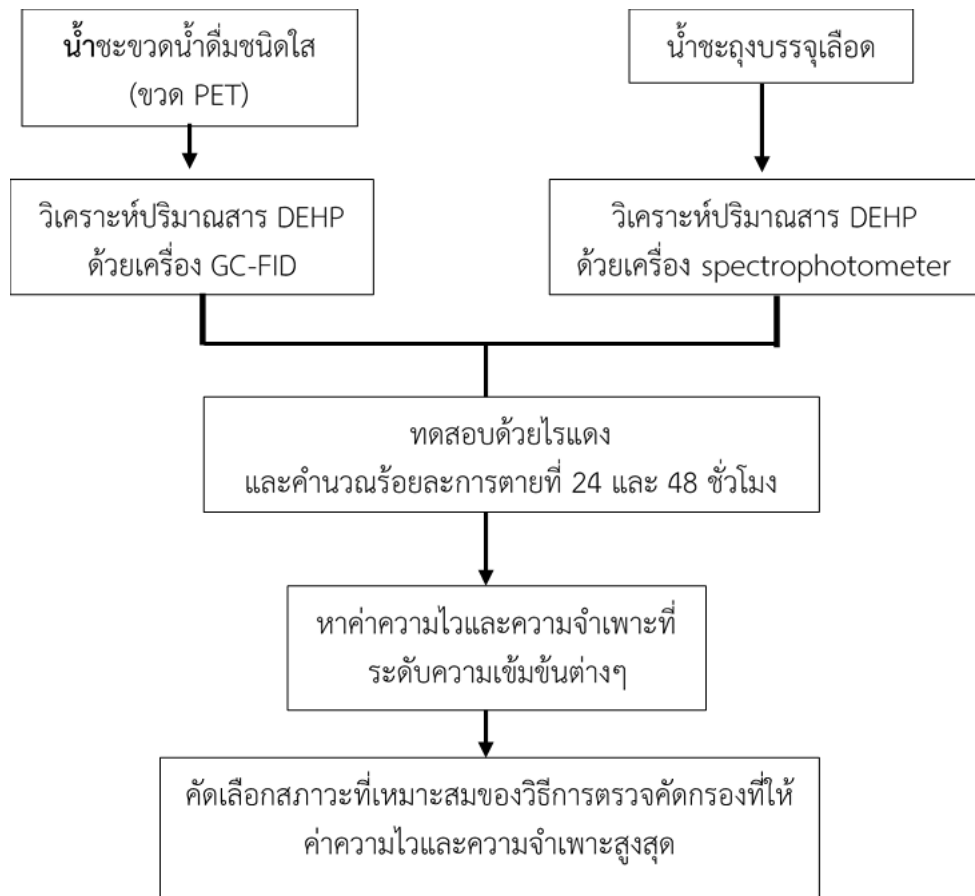 น้ำชะขวดน้ำดื่มชนิดใส
(ขวด PET)
น้ำชะถุงบรรจุเลือด
วิเคราะห์ปริมาณสาร DEHP
ด้วยเครื่อง GC-FID
วิเคราะห์ปริมาณสาร DEHP
ด้วยเครื่อง spectrophotometer
ทดสอบด้วยไรแดง
และคำนวณร้อยละการตายที่ 24 และ 48 ชั่วโมง
หาค่าความไวและความจำเพาะที่
ระดับความเข้มข้นต่างๆ
คัดเลือกสภาวะที่เหมาะสมของวิธีการตรวจคัดกรองที่ให้
ค่าความไวและความจำเพาะสูงสุด